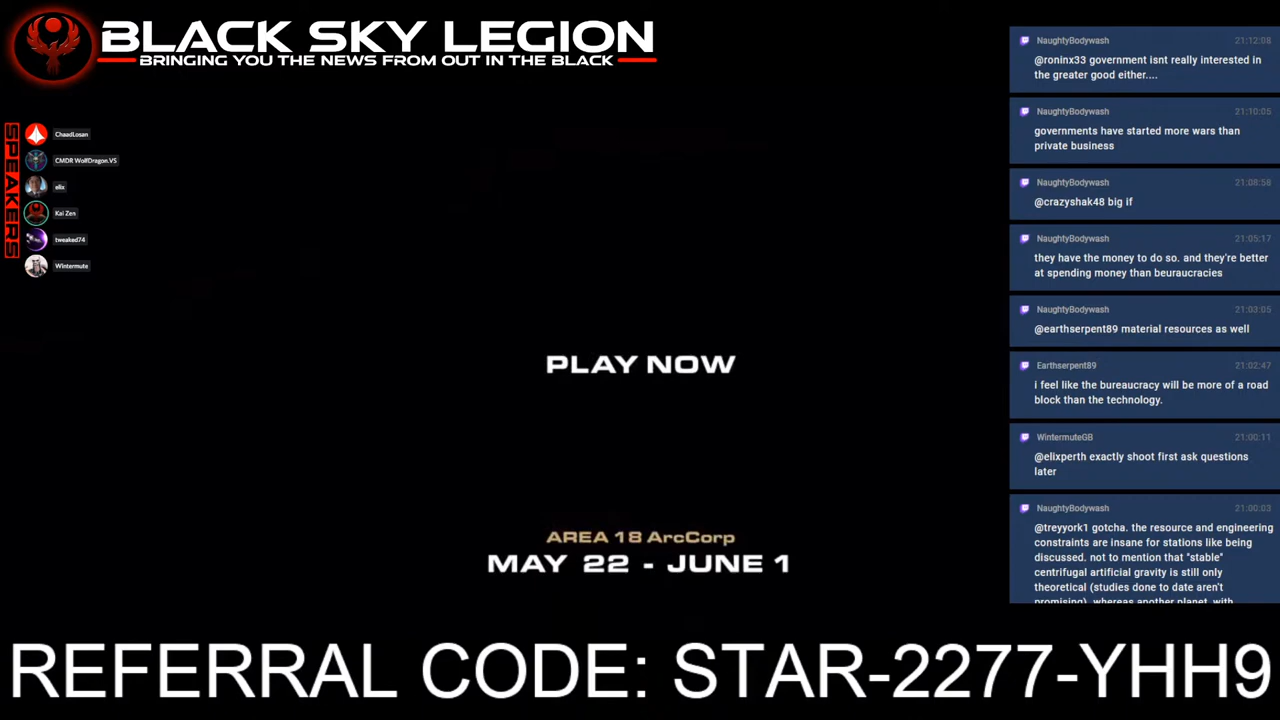 BLACK SKY LEGION
BRINGING YOU THE NEWS FROM OUT IN THE BLACK
SPEAKERS
ChaadLosan
CMDR WolfDragon.VS
elix
Kai Zen
tweaked74
Wintermute
PLAY NOW
AREA 18 ArcCorp
MAY 22 - JUNE 1
NaughtyBodywash 21:12:08
@roninx33 government isnt really interested in
the greater good either....
NaughtyBodywash 21:10:05
governments have started more wars than
private business
NaughtyBodywash 21:08:56
@crazyshak48 big if
NaughtyBodywash 21:05:17
they have the money to do so. and they're better
at spending money than beuraucracies
NaughtyBodywash 21:03:05
@earthserpent89 material resources as well
Earthserpent89 21:02:47
i feel like the bureaucracy will be more of a road
block than the technology.
WintermuteGB 21:00:11
@elixperth exactly shoot first ask questions
later
NaughtyBodywash 21:00:03
@treyyork1 gotcha. the resource and engineering
constraints are insane for stations like being
discussed. not to mention that "stable"
centrifugal artificial gravity is still only
theoretical (studies done to date aren't
promising). whereas another planet, with
REFERRAL CODE: STAR-2277-YHH9